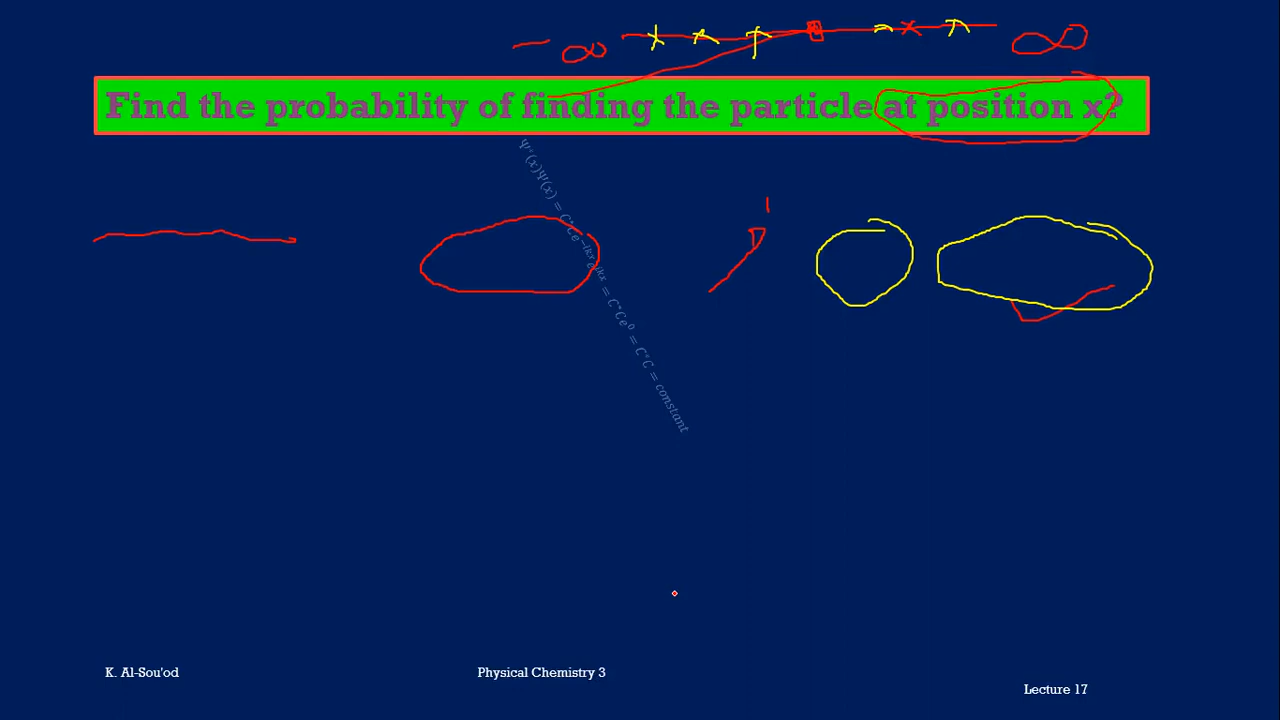 - ∞ ∞
Find the probability of finding the particle at position x?
Ψ*(x)Ψ(x) = C*Ce^{-ikx}e^{ikx} = C*Ce^0 = C*C = constant
K. Al-Sou'od
Physical Chemistry 3
Lecture 17